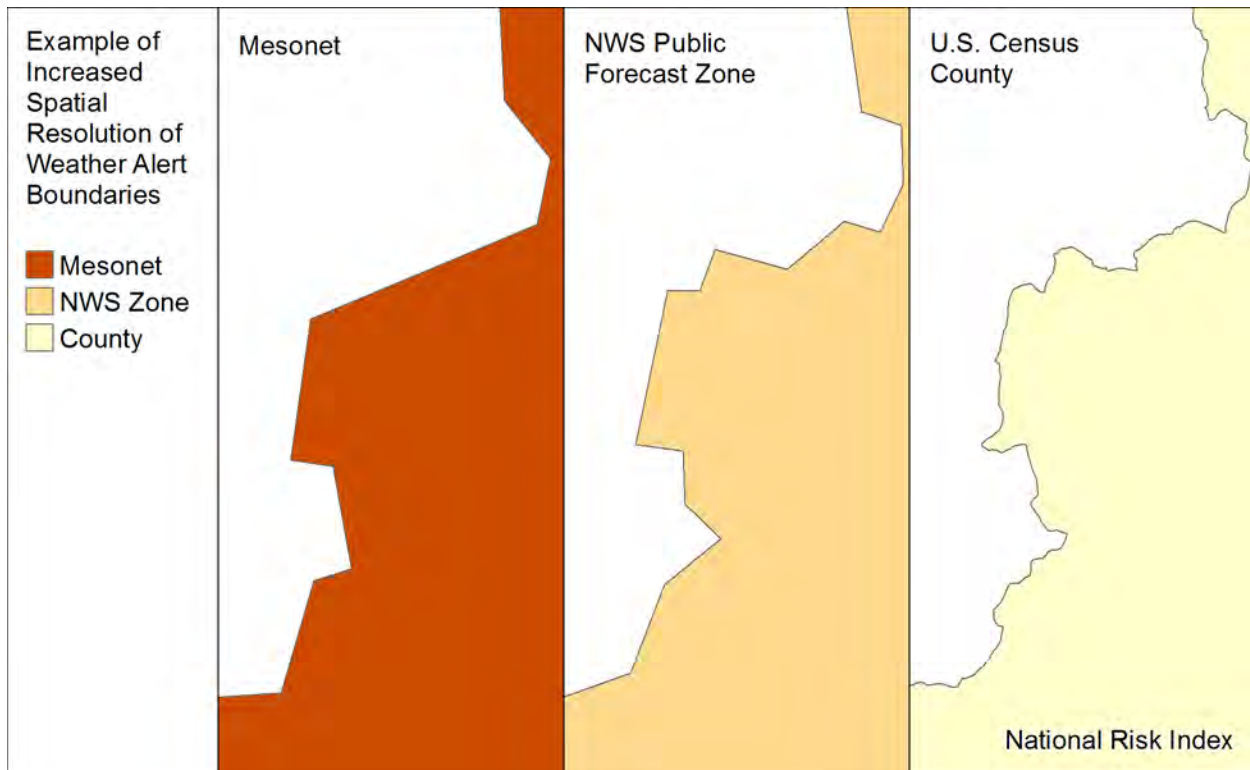 Example of
Increased
Spatial
Resolution of
Weather Alert
Boundaries
Mesonet
NWS Zone
County
Mesonet
NWS Public
Forecast Zone
U.S. Census
County
National Risk Index